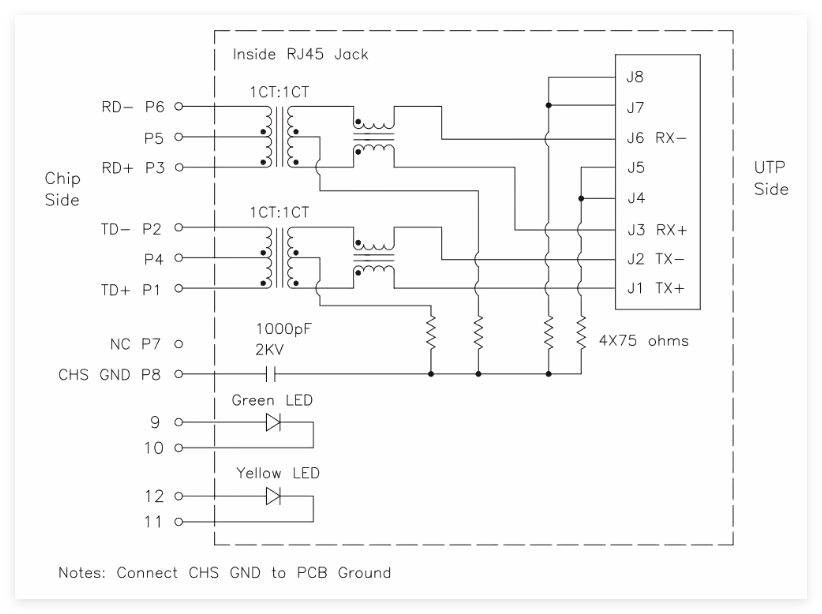 Inside RJ45 Jack
1CT:1CT
J8
RD- P6
J7
P5
J6 RX-
RD+ P3
J5
Chip
Side
UTP
Side
J4
1CT:1CT
TD- P2
J3 RX+
P4
J2 TX-
TD+ P1
J1 TX+
1000pF
2KV
NC P7
4X75 ohms
CHS GND P8
Green LED
9
10
Yellow LED
12
11
Notes: Connect CHS GND to PCB Ground